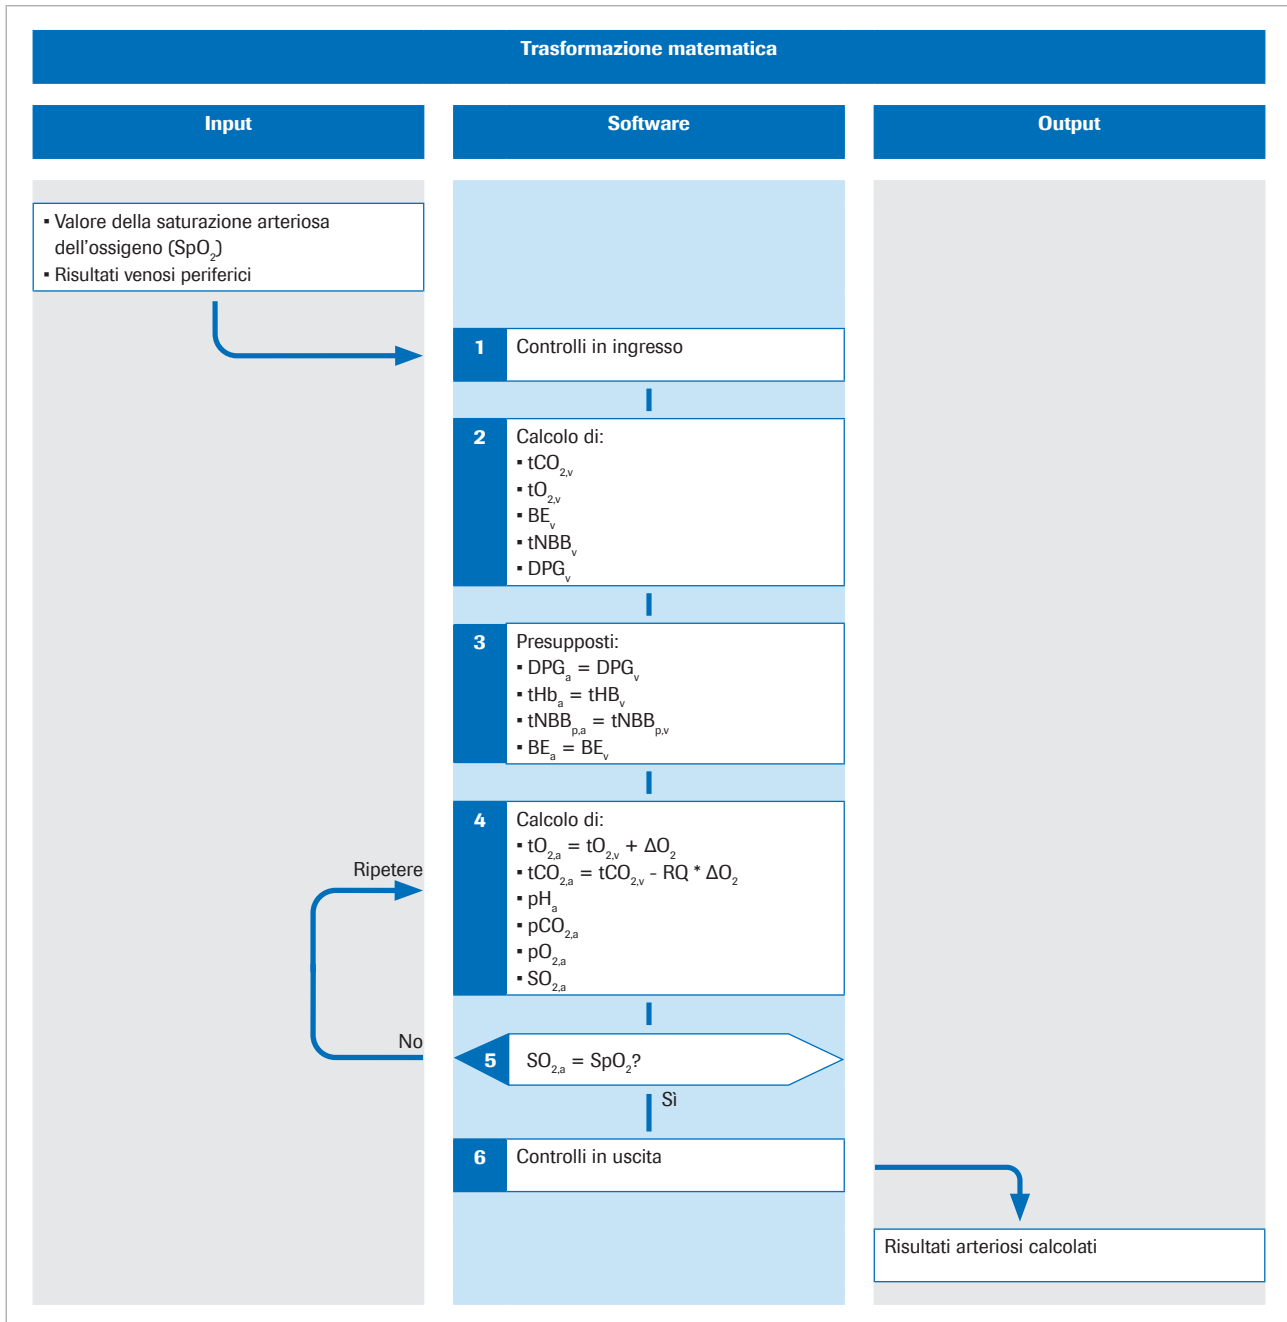 Trasformazione matematica
Input
Software
Output
▪ Valore della saturazione arteriosa
dell'ossigeno (SpO₂)
▪ Risultati venosi periferici
1 Controlli in ingresso
2 Calcolo di:
▪ tCO₂,ᵥ
▪ tO₂,ᵥ
▪ BEᵥ
▪ tNBBᵥ
▪ DPGᵥ
3 Presupposti:
▪ DPGₐ = DPGᵥ
▪ tHbₐ = tHBᵥ
▪ tNBBₚ,ₐ = tNBBₚ,ᵥ
▪ BEₐ = BEᵥ
4 Calcolo di:
▪ tO₂,ₐ = tO₂,ᵥ + ΔO₂
▪ tCO₂,ₐ = tCO₂,ᵥ - RQ * ΔO₂
▪ pHₐ
▪ pCO₂,ₐ
▪ pO₂,ₐ
▪ SO₂,ₐ
Ripetere
No
5 SO₂,ₐ = SpO₂?
Sì
6 Controlli in uscita
Risultati arteriosi calcolati